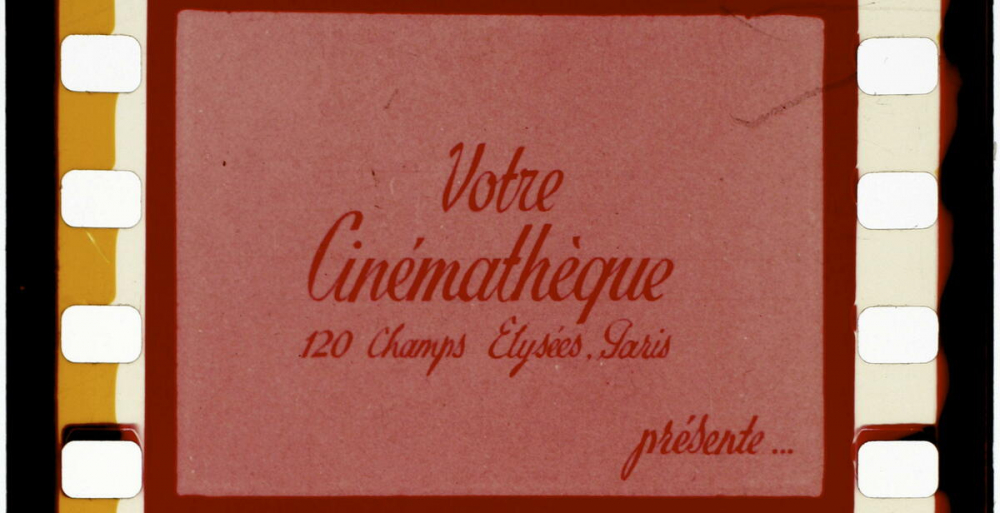 Votre
Cinémathèque
120 Champs Elysées, Paris
présente...